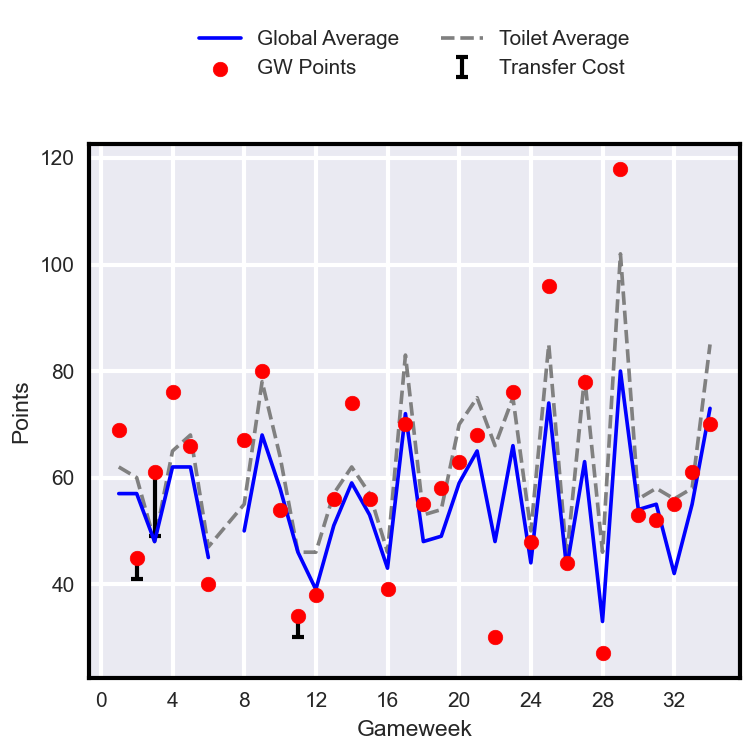 Global Average
Toilet Average
GW Points
Transfer Cost
120
100
80
60
40
Points
0 4 8 12 16 20 24 28 32
Gameweek